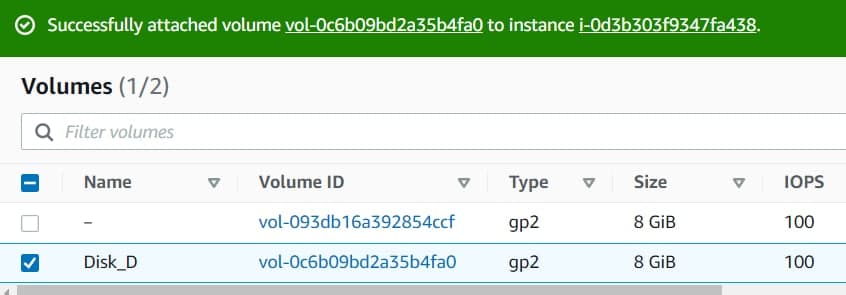 Successfully attached volume vol-0c6b09bd2a35b4fa0 to instance i-0d3b303f9347fa438.
Volumes (1/2)
Filter volumes
Name Volume ID Type Size IOPS
– vol-093db16a392854ccf gp2 8 GiB 100
Disk_D vol-0c6b09bd2a35b4fa0 gp2 8 GiB 100